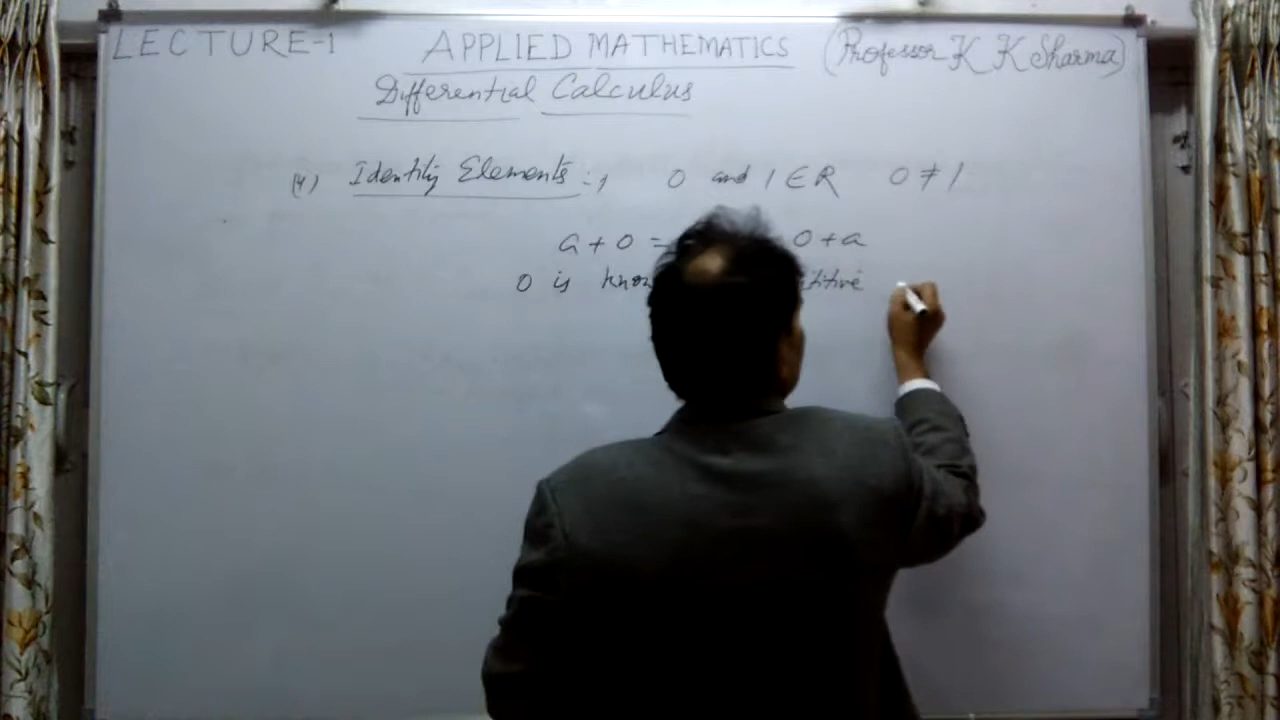 LECTURE-1 APPLIED MATHEMATICS (Professor K K Sharma)
Differential Calculus
(4) Identity Elements :- 0 and 1 ∈ R 0 ≠ 1
a + 0 = 0 + a
0 is